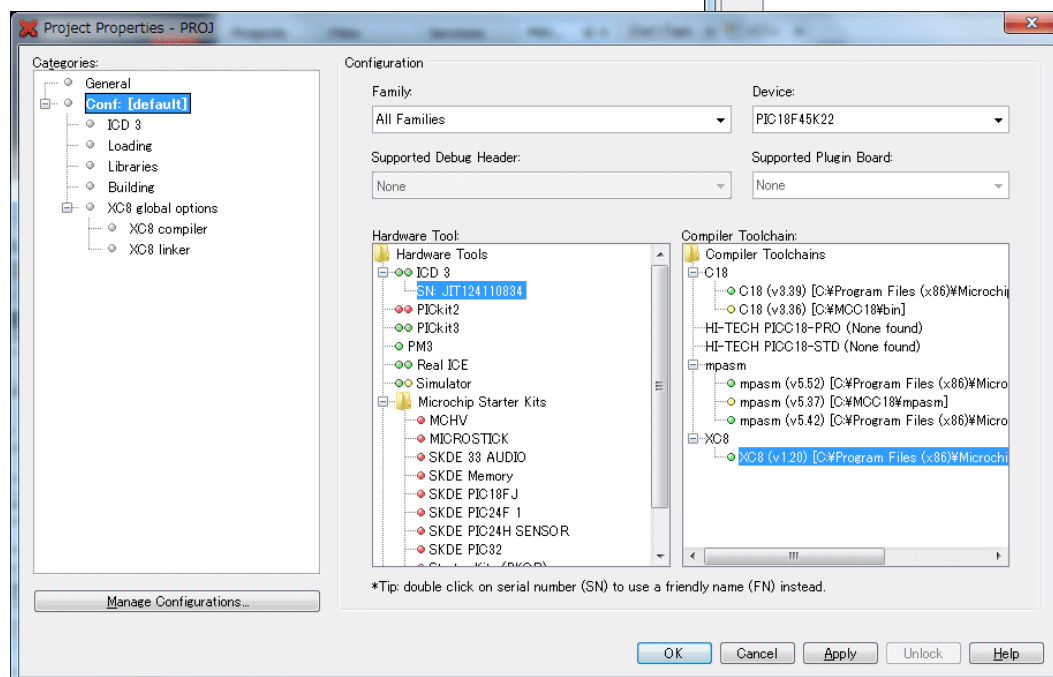 Project Properties - PROJ
Categories:
General
Conf: [default]
ICD 3
Loading
Libraries
Building
XC8 global options
XC8 compiler
XC8 linker
Manage Configurations...
Configuration
Family:
All Families
Device:
PIC18F45K22
Supported Debug Header:
None
Supported Plugin Board:
None
Hardware Tool:
Hardware Tools
ICD 3
SN: JIT124110834
PICkit2
PICkit3
PM3
Real ICE
Simulator
Microchip Starter Kits
MCHV
MICROSTICK
SKDE 33 AUDIO
SKDE Memory
SKDE PIC18FJ
SKDE PIC24F 1
SKDE PIC24H SENSOR
SKDE PIC32
Compiler Toolchain:
Compiler Toolchains
C18
C18 (v3.39) [C:¥Program Files (x86)¥Microchip
C18 (v3.36) [C:¥MCC18¥bin]
HI-TECH PICC18-PRO (None found)
HI-TECH PICC18-STD (None found)
mpasm
mpasm (v5.52) [C:¥Program Files (x86)¥Micro
mpasm (v5.37) [C:¥MCC18¥mpasm]
mpasm (v5.42) [C:¥Program Files (x86)¥Micro
XC8
XC8 (v1.20) [C:¥Program Files (x86)¥Microchi
*Tip: double click on serial number (SN) to use a friendly name (FN) instead.
OK
Cancel
Apply
Unlock
Help